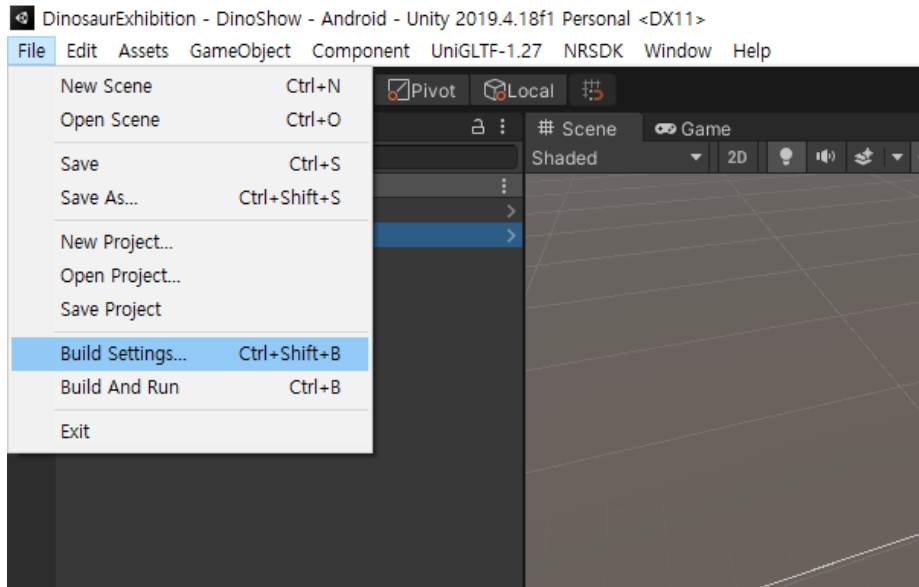 DinosaurExhibition - DinoShow - Android - Unity 2019.4.18f1 Personal <DX11>
File Edit Assets GameObject Component UniGLTF-1.27 NRSDK Window Help
New Scene Ctrl+N
Open Scene Ctrl+O
Save Ctrl+S
Save As... Ctrl+Shift+S
New Project...
Open Project...
Save Project
Build Settings... Ctrl+Shift+B
Build And Run Ctrl+B
Exit
Pivot Local
Scene Game
Shaded 2D